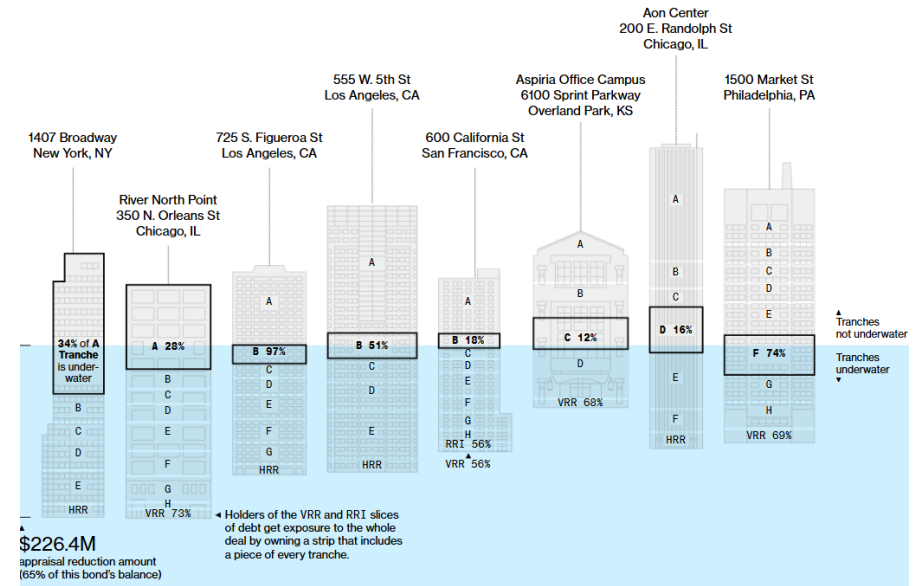 Aon Center
200 E. Randolph St
Chicago, IL
555 W. 5th St
Los Angeles, CA
Aspiria Office Campus
6100 Sprint Parkway
Overland Park, KS
1500 Market St
Philadelphia, PA
1407 Broadway
New York, NY
725 S. Figueroa St
Los Angeles, CA
600 California St
San Francisco, CA
River North Point
350 N. Orleans St
Chicago, IL
34% of A
Tranche
is under-
water
B
C
D
E
HRR
A 28%
B
C
D
E
F
G
H
VRR 73%
A
B 97%
C
D
E
F
G
HRR
A
B 51%
C
D
E
HRR
A
B 18%
C
D
E
F
G
H
RRI 56%
▲
VRR 56%
A
B
C 12%
D
VRR 68%
A
B
C
D 16%
E
F
HRR
A
B
C
D
E
F 74%
G
H
VRR 69%
▲
Tranches
not underwater
Tranches
underwater
▼
◄ Holders of the VRR and RRI slices
of debt get exposure to the whole
deal by owning a strip that includes
a piece of every tranche.
▲
$226.4M
appraisal reduction amount
(65% of this bond's balance)